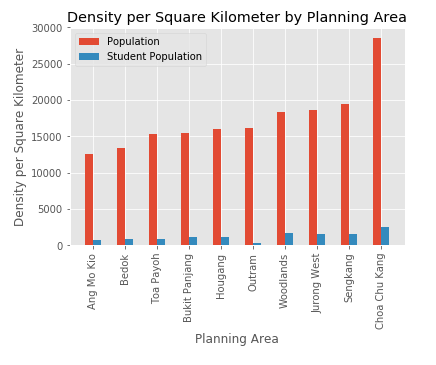 Density per Square Kilometer by Planning Area
30000
25000
20000
15000
10000
5000
0
Density per Square Kilometer
Population
Student Population
Ang Mo Kio
Bedok
Toa Payoh
Bukit Panjang
Hougang
Outram
Woodlands
Jurong West
Sengkang
Choa Chu Kang
Planning Area